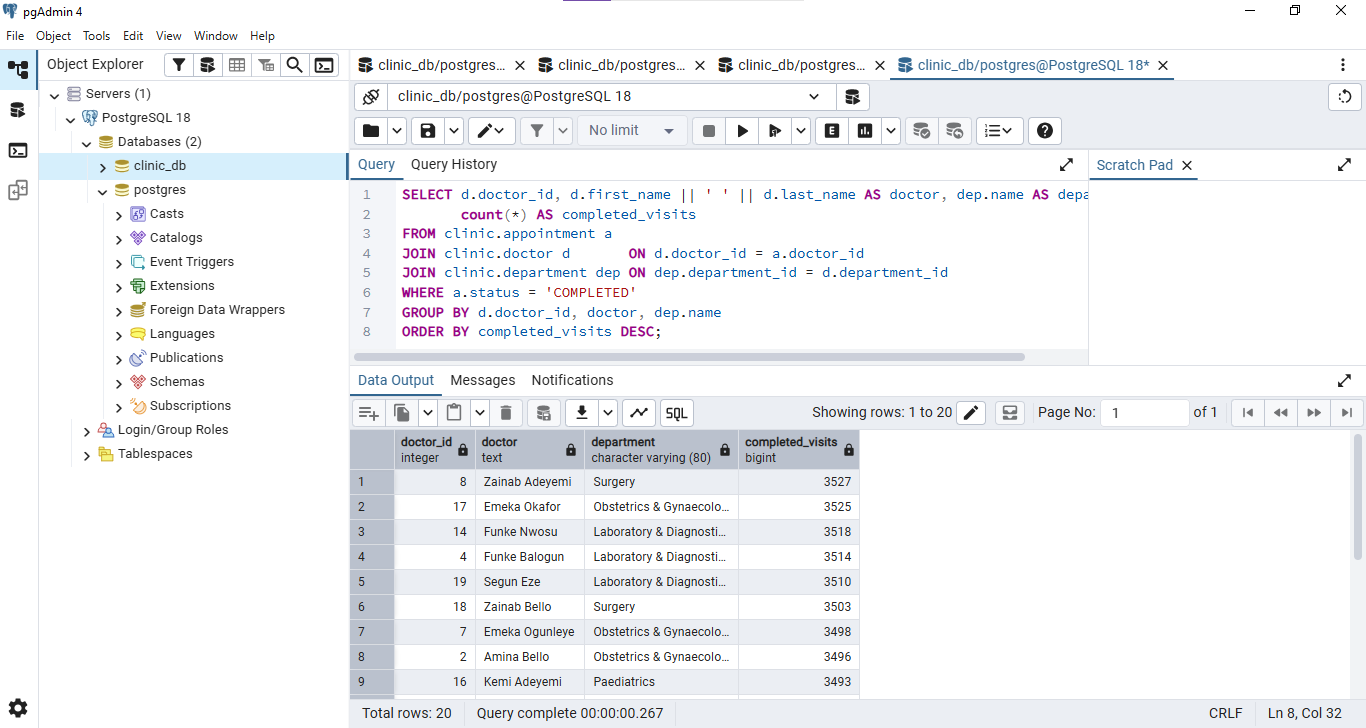 pgAdmin 4
File Object Tools Edit View Window Help
Object Explorer
Servers (1)
PostgreSQL 18
Databases (2)
clinic_db
postgres
Casts
Catalogs
Event Triggers
Extensions
Foreign Data Wrappers
Languages
Publications
Schemas
Subscriptions
Login/Group Roles
Tablespaces
clinic_db/postgres... clinic_db/postgres... clinic_db/postgres... clinic_db/postgres@PostgreSQL 18*
clinic_db/postgres@PostgreSQL 18
No limit
E
Query Query History
Scratch Pad
1 SELECT d.doctor_id, d.first_name || ' ' || d.last_name AS doctor, dep.name AS depa
2 count(*) AS completed_visits
3 FROM clinic.appointment a
4 JOIN clinic.doctor d ON d.doctor_id = a.doctor_id
5 JOIN clinic.department dep ON dep.department_id = d.department_id
6 WHERE a.status = 'COMPLETED'
7 GROUP BY d.doctor_id, doctor, dep.name
8 ORDER BY completed_visits DESC;
Data Output Messages Notifications
SQL Showing rows: 1 to 20 Page No: 1 of 1
doctor_id doctor department completed_visits
integer text character varying (80) bigint
1 8 Zainab Adeyemi Surgery 3527
2 17 Emeka Okafor Obstetrics & Gynaecolo... 3525
3 14 Funke Nwosu Laboratory & Diagnosti... 3518
4 4 Funke Balogun Laboratory & Diagnosti... 3514
5 19 Segun Eze Laboratory & Diagnosti... 3510
6 18 Zainab Bello Surgery 3503
7 7 Emeka Ogunleye Obstetrics & Gynaecolo... 3498
8 2 Amina Bello Obstetrics & Gynaecolo... 3496
9 16 Kemi Adeyemi Paediatrics 3493
Total rows: 20 Query complete 00:00:00.267 CRLF Ln 8, Col 32